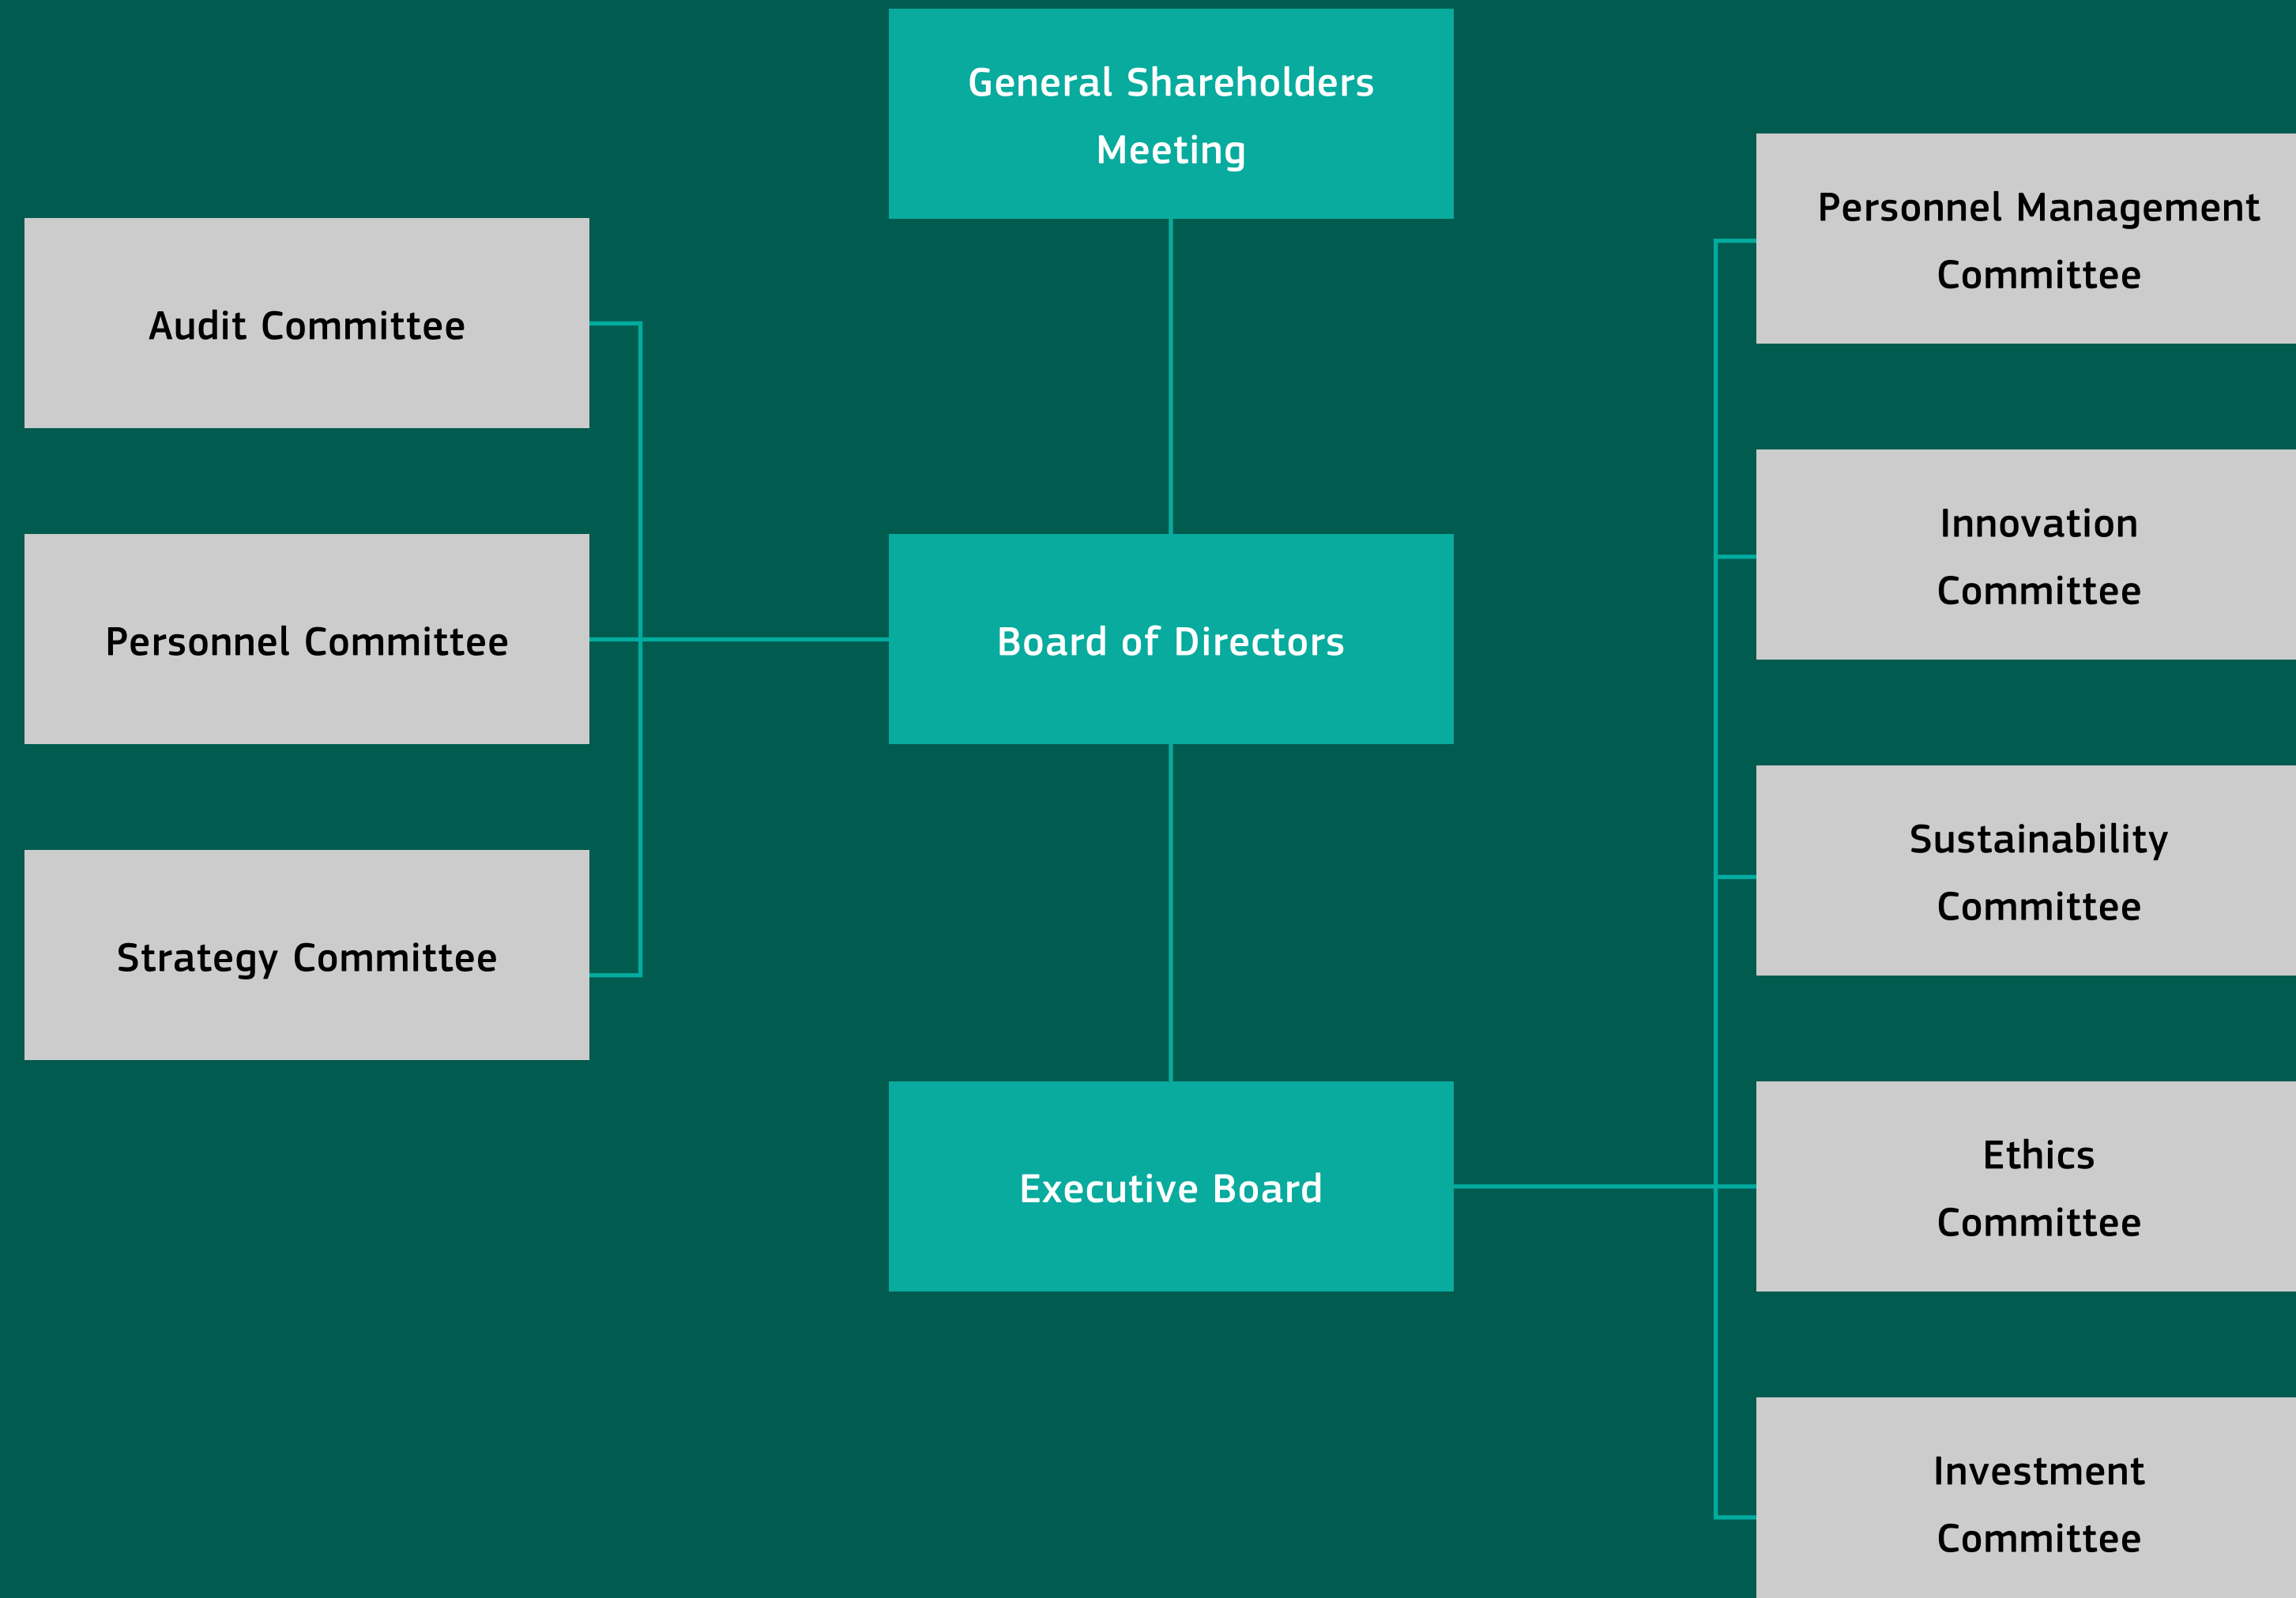 General Shareholders
Meeting
Audit Committee
Personnel Committee
Strategy Committee
Board of Directors
Executive Board
Personnel Management
Committee
Innovation
Committee
Sustainability
Committee
Ethics
Committee
Investment
Committee